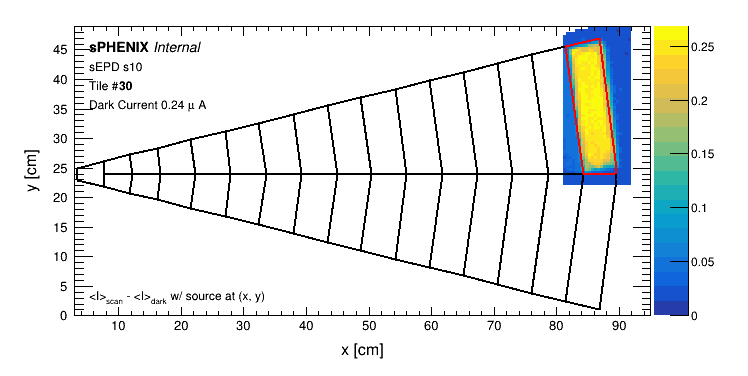 sPHENIX Internal
sEPD s10
Tile #30
Dark Current 0.24 μ A
<I>scan - <I>dark w/ source at (x, y)
y [cm]
45
40
35
30
25
20
15
10
5
0
10 20 30 40 50 60 70 80 90
x [cm]
0.25
0.2
0.15
0.1
0.05
0